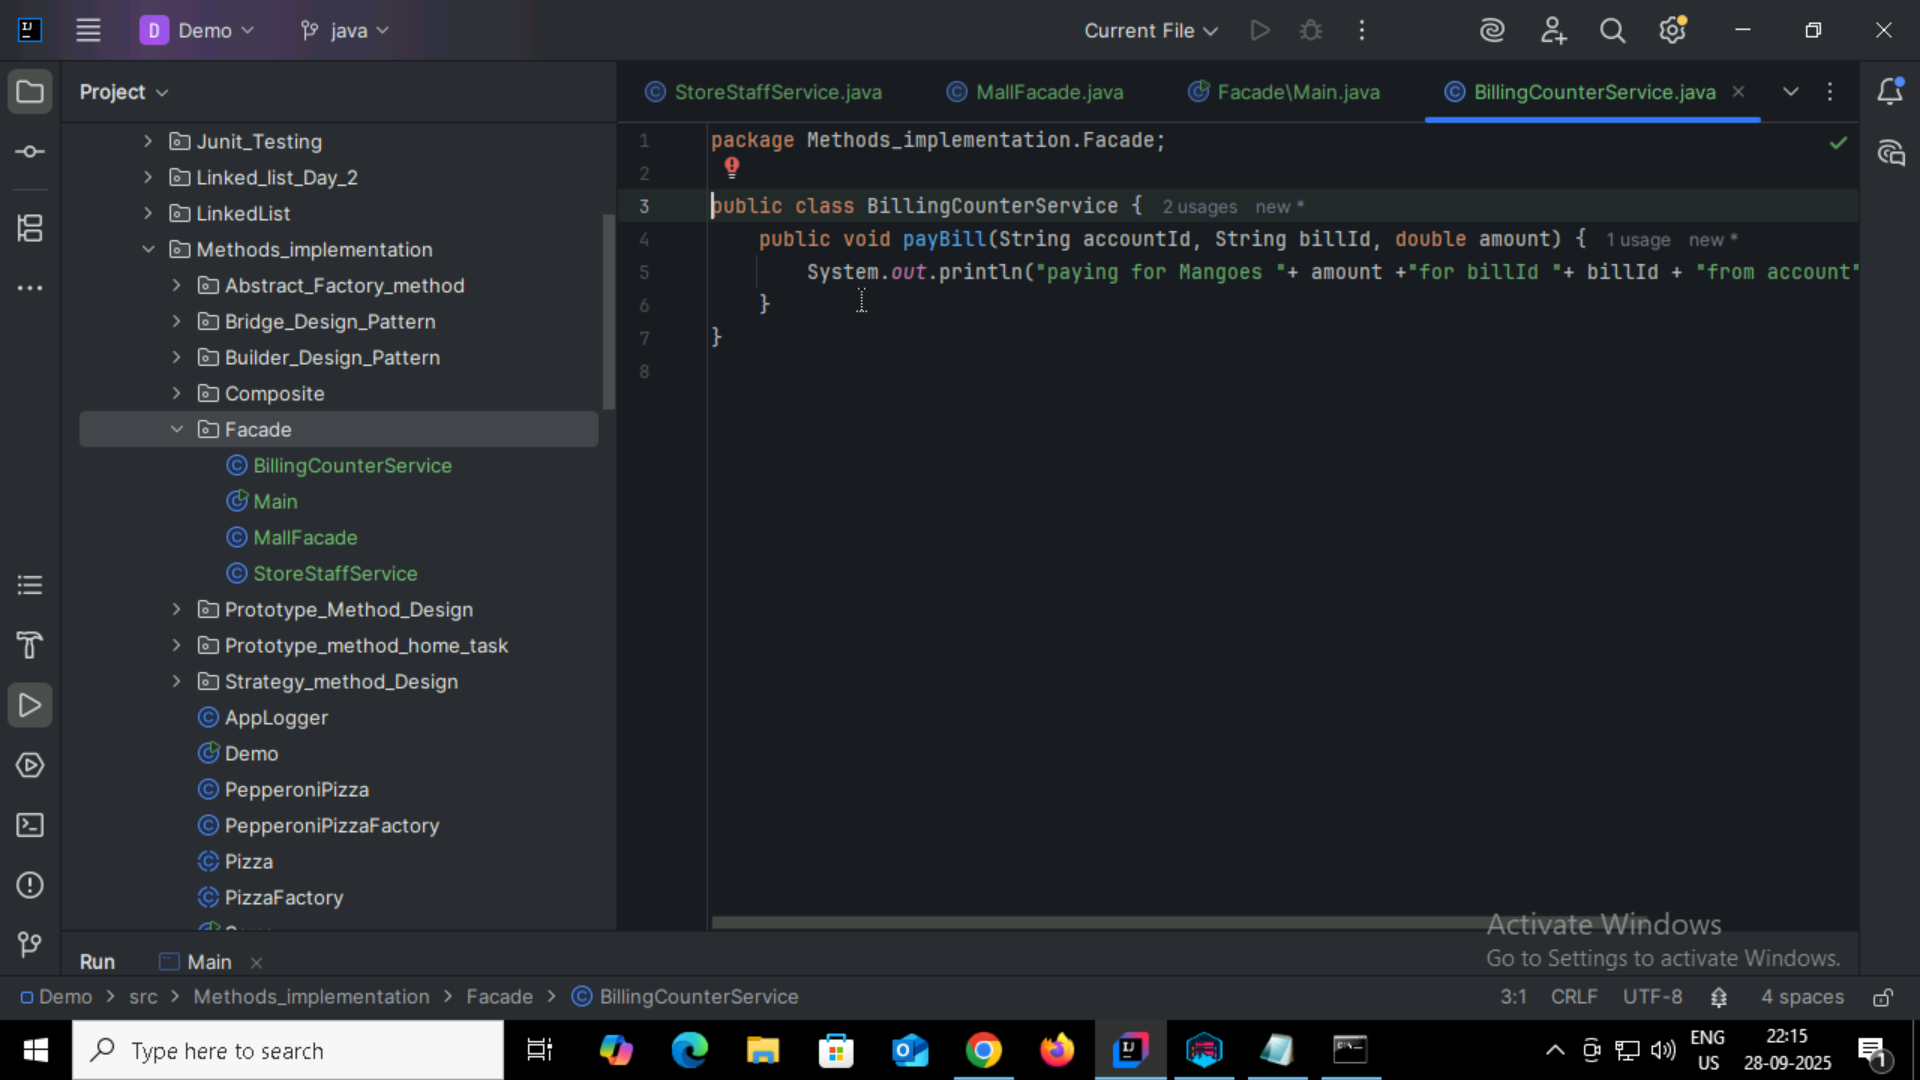 D Demo
java
Current File
Project
StoreStaffService.java
MallFacade.java
Facade\Main.java
BillingCounterService.java
Junit_Testing
Linked_list_Day_2
LinkedList
Methods_implementation
Abstract_Factory_method
Bridge_Design_Pattern
Builder_Design_Pattern
Composite
Facade
BillingCounterService
Main
MallFacade
StoreStaffService
Prototype_Method_Design
Prototype_method_home_task
Strategy_method_Design
AppLogger
Demo
PepperoniPizza
PepperoniPizzaFactory
Pizza
PizzaFactory
1 package Methods_implementation.Facade;
2
3 public class BillingCounterService { 2 usages new *
4 public void payBill(String accountId, String billId, double amount) { 1 usage new *
5 System.out.println("paying for Mangoes "+ amount +"for billId "+ billId + "from account"
6 }
7 }
8
Activate Windows
Go to Settings to activate Windows.
Run Main
Demo > src > Methods_implementation > Facade > BillingCounterService
3:1 CRLF UTF-8 4 spaces
Type here to search
ENG
US
22:15
28-09-2025
1